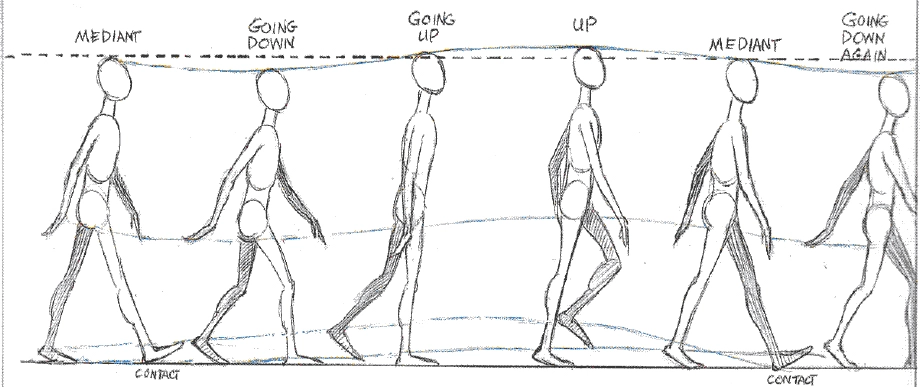 MEDIANT
GOING
DOWN
GOING
UP
UP
MEDIANT
GOING
DOWN
AGAIN
CONTACT
CONTACT